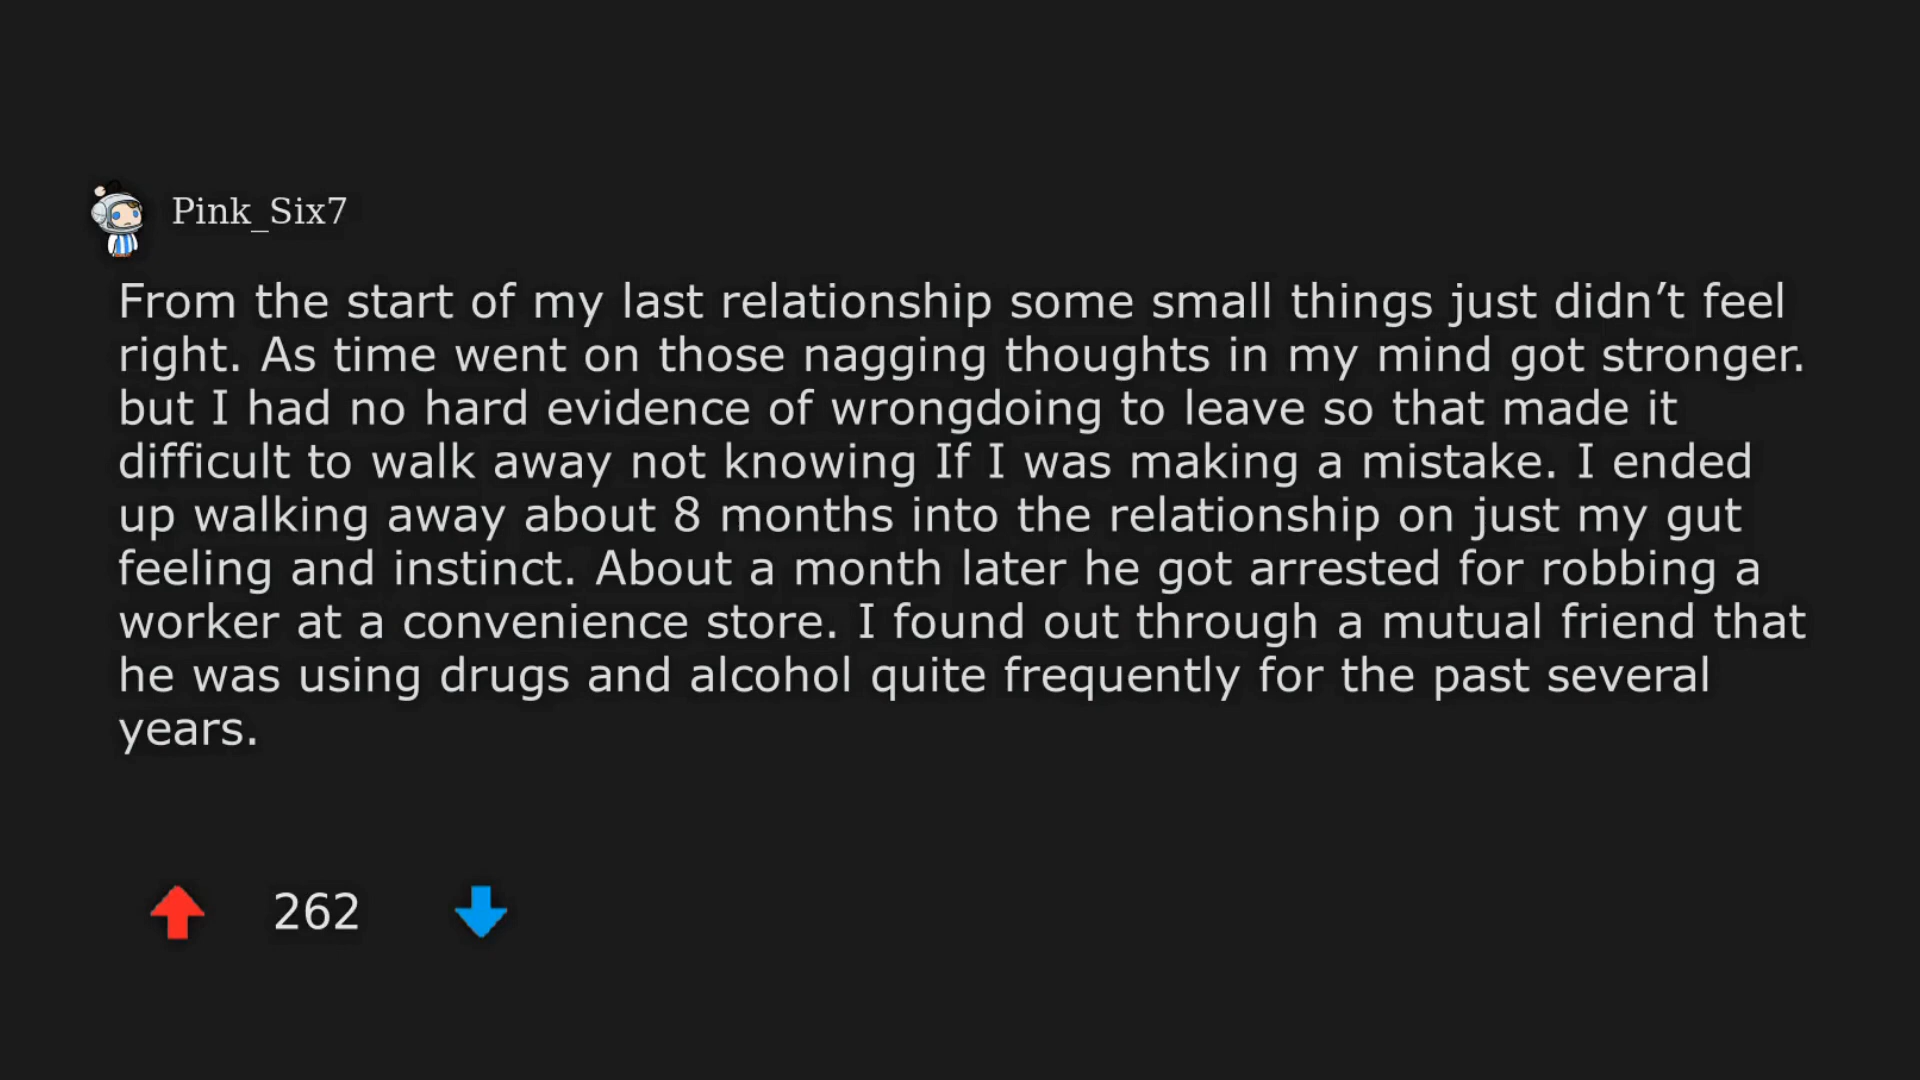 Pink_Six7
From the start of my last relationship some small things just didn’t feel
right. As time went on those nagging thoughts in my mind got stronger.
but I had no hard evidence of wrongdoing to leave so that made it
difficult to walk away not knowing If I was making a mistake. I ended
up walking away about 8 months into the relationship on just my gut
feeling and instinct. About a month later he got arrested for robbing a
worker at a convenience store. I found out through a mutual friend that
he was using drugs and alcohol quite frequently for the past several
years.
262